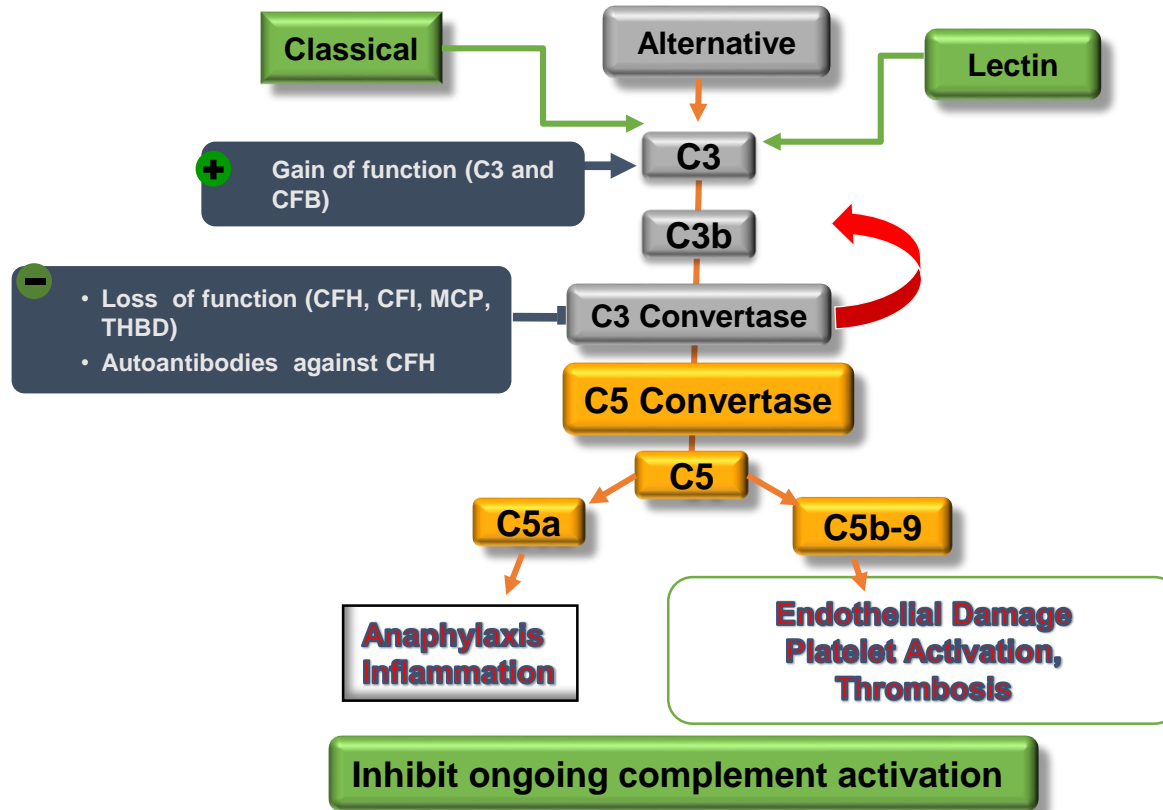 Classical
Alternative
Lectin
C3
Gain of function (C3 and
CFB)
C3b
• Loss of function (CFH, CFI, MCP,
THBD)
• Autoantibodies against CFH
C3 Convertase
C5 Convertase
C5
C5a
C5b-9
Anaphylaxis
Inflammation
Endothelial Damage
Platelet Activation,
Thrombosis
Inhibit ongoing complement activation